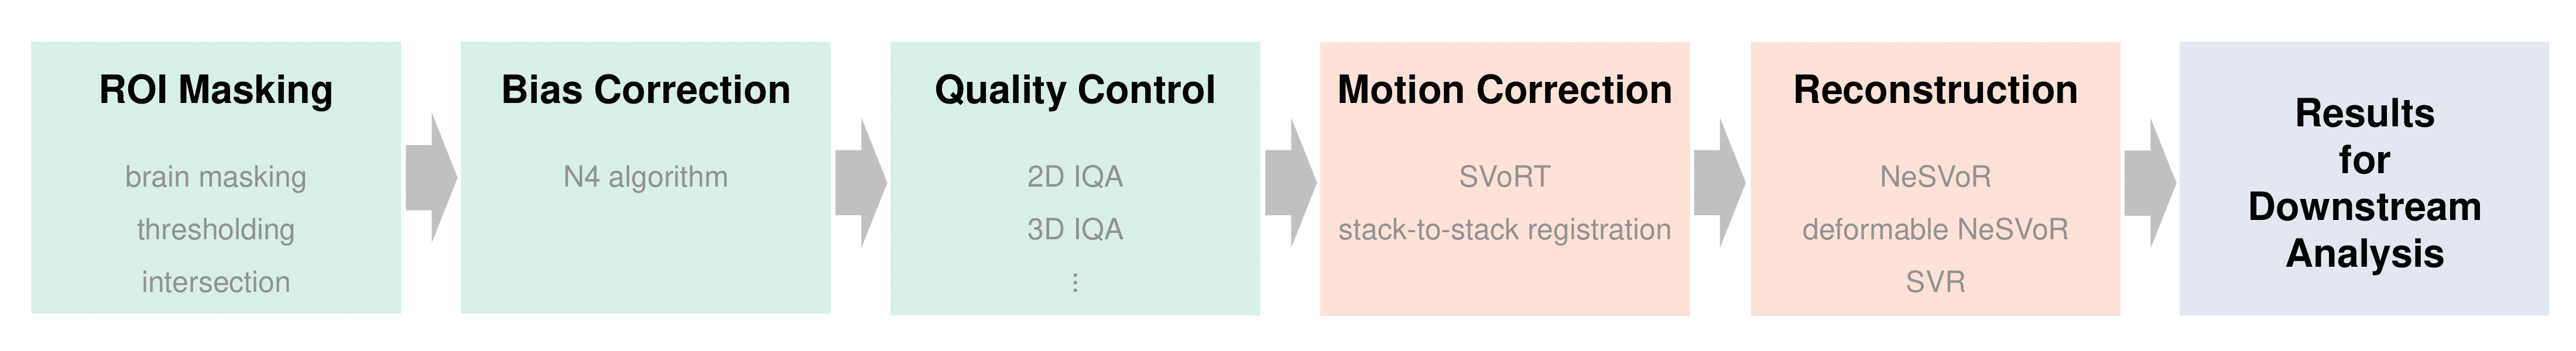 ROI Masking
brain masking
thresholding
intersection
Bias Correction
N4 algorithm
Quality Control
2D IQA
3D IQA
⋮
Motion Correction
SVoRT
stack-to-stack registration
Reconstruction
NeSVoR
deformable NeSVoR
SVR
Results
for
Downstream
Analysis